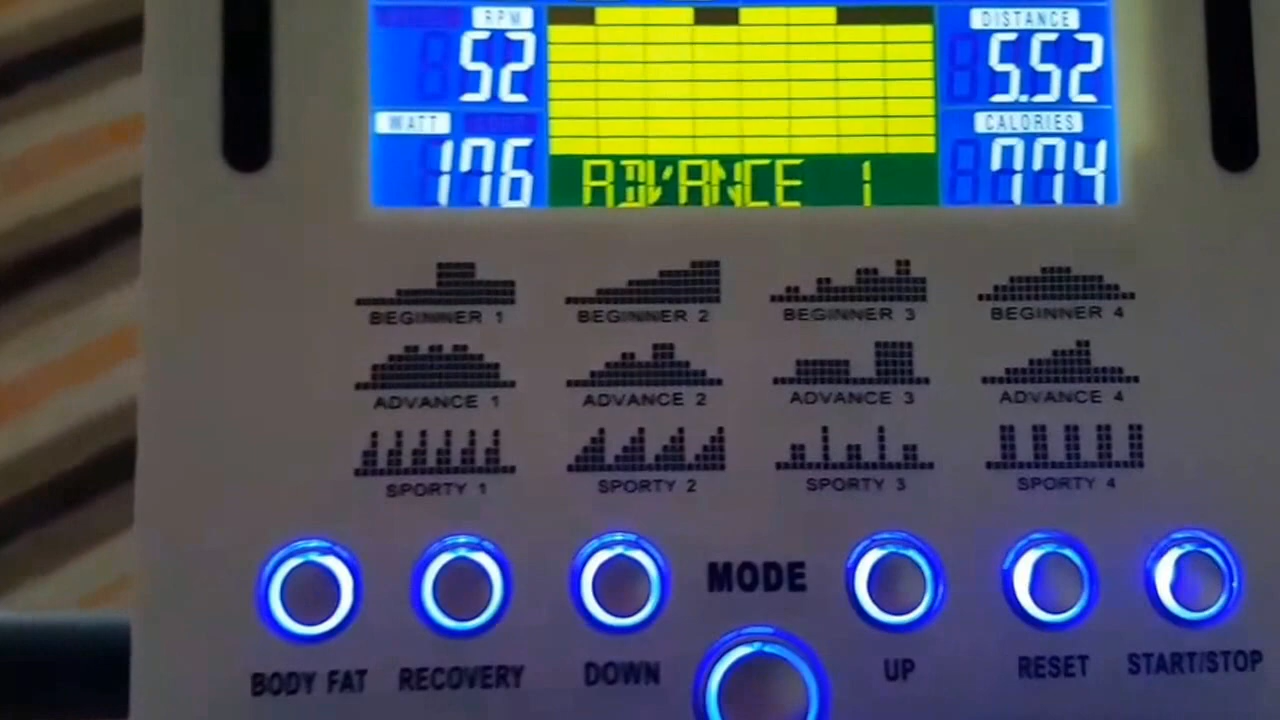 RPM
52
DISTANCE
5.52
WATT
176
CALORIES
774
ADVANCE 1
BEGINNER 1
BEGINNER 2
BEGINNER 3
BEGINNER 4
ADVANCE 1
ADVANCE 2
ADVANCE 3
ADVANCE 4
SPORTY 1
SPORTY 2
SPORTY 3
SPORTY 4
MODE
BODY FAT
RECOVERY
DOWN
UP
RESET
START/STOP